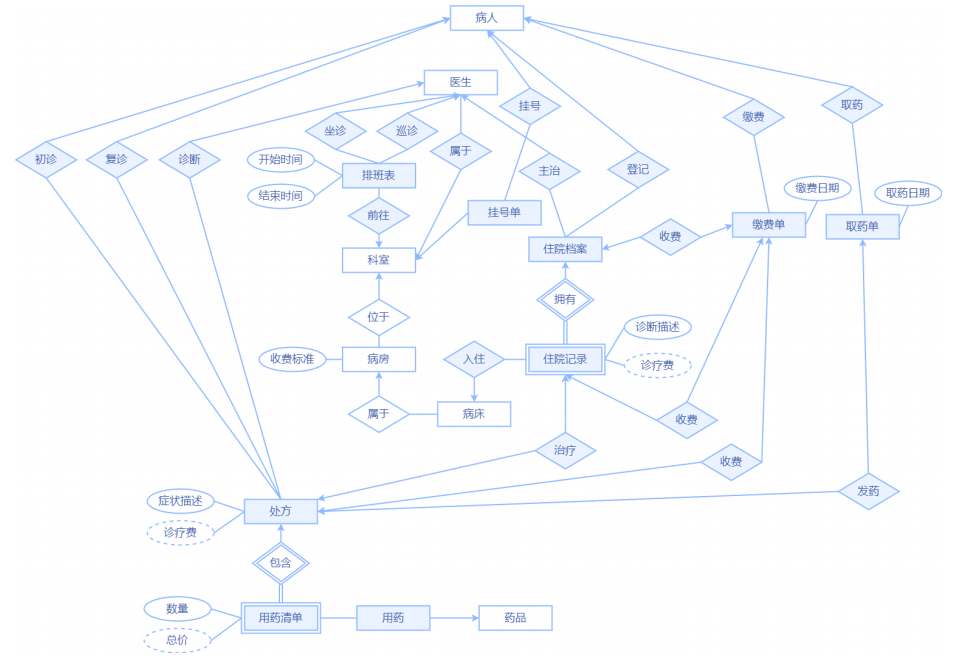 病人
医生
挂号
取药
缴费
坐诊
巡诊
属于
初诊
复诊
诊断
开始时间
排班表
主治
登记
缴费日期
取药日期
结束时间
前往
挂号单
缴费单
取药单
收费
科室
住院档案
拥有
位于
诊断描述
收费标准
病房
入住
住院记录
诊疗费
属于
病床
收费
治疗
收费
发药
症状描述
处方
诊疗费
包含
数量
用药清单
用药
药品
总价